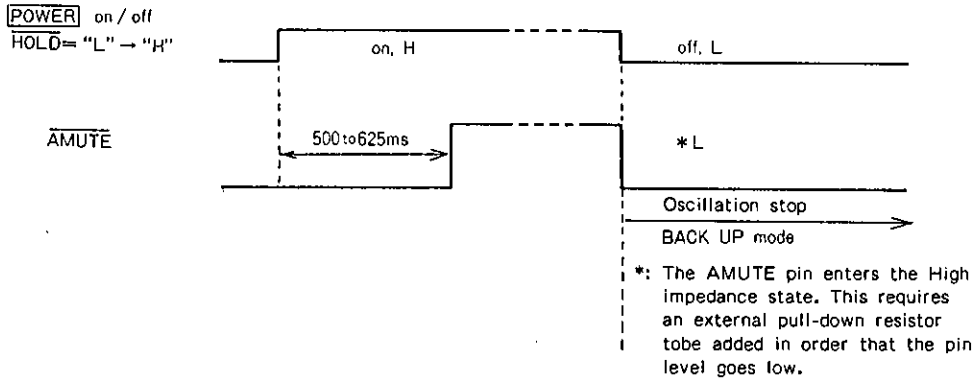 POWER on / off
HOLD = "L" → "H"
on, H
off, L
AMUTE
500 to 625ms
* L
Oscillation stop
BACK UP mode
*: The AMUTE pin enters the High
impedance state. This requires
an external pull-down resistor
tobe added in order that the pin
level goes low.